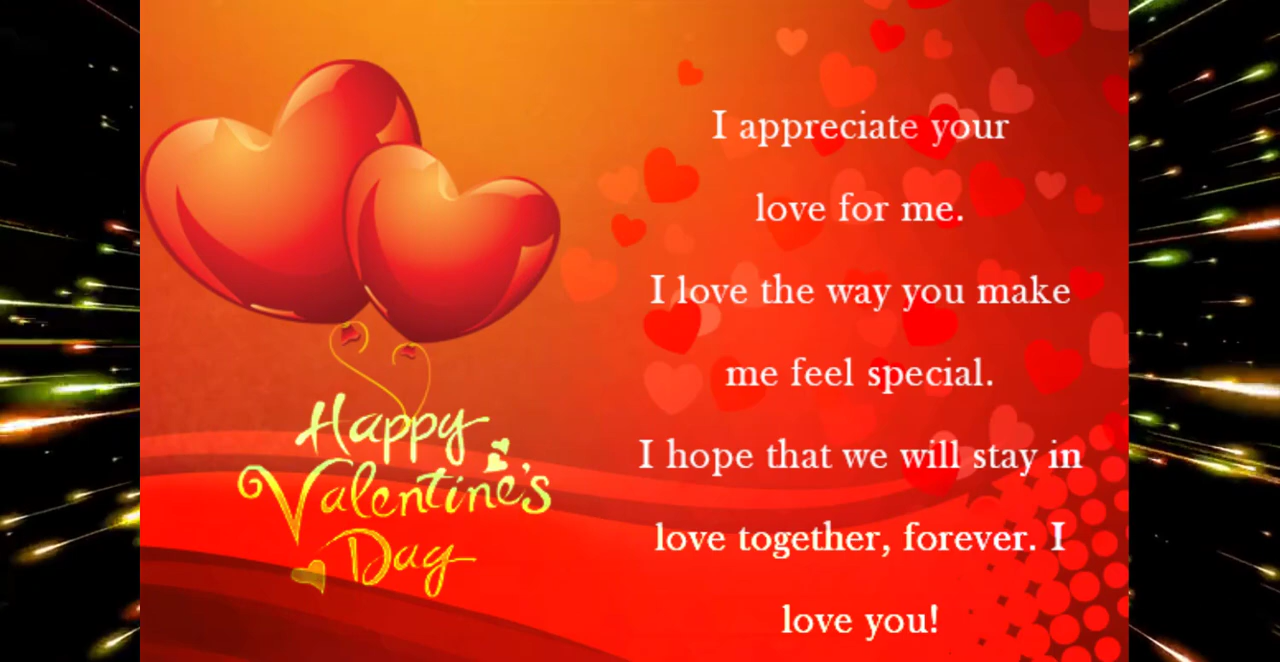 Happy
Valentine's
Day
I appreciate your
love for me.
I love the way you make
me feel special.
I hope that we will stay in
love together, forever. I
love you!